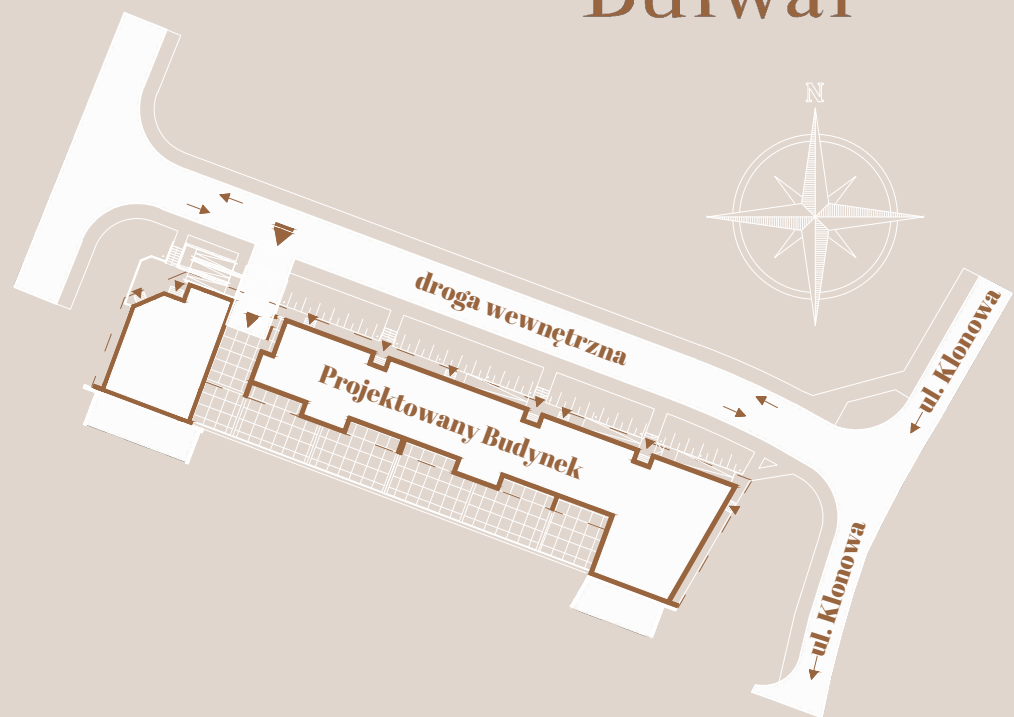 Bulwar
N
droga wewnętrzna
ul. Klonowa
Projektowany Budynek
ul. Klonowa